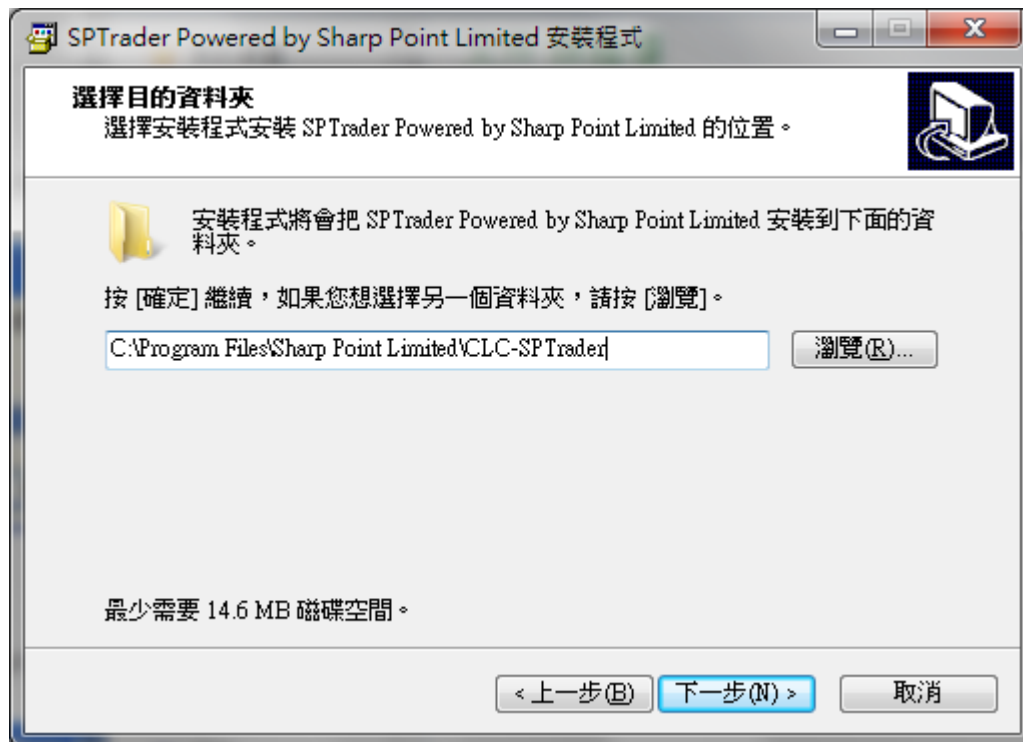 SPTrader Powered by Sharp Point Limited 安裝程式
選擇目的資料夾
選擇安裝程式安裝 SPTrader Powered by Sharp Point Limited 的位置。
安裝程式將會把 SPTrader Powered by Sharp Point Limited 安裝到下面的資
料夾。
按 [確定] 繼續，如果您想選擇另一個資料夾，請按 [瀏覽]。
C:\Program Files\Sharp Point Limited\CLC-SPTrader
瀏覽(R)...
最少需要 14.6 MB 磁碟空間。
<上一步(B) 下一步(N) > 取消